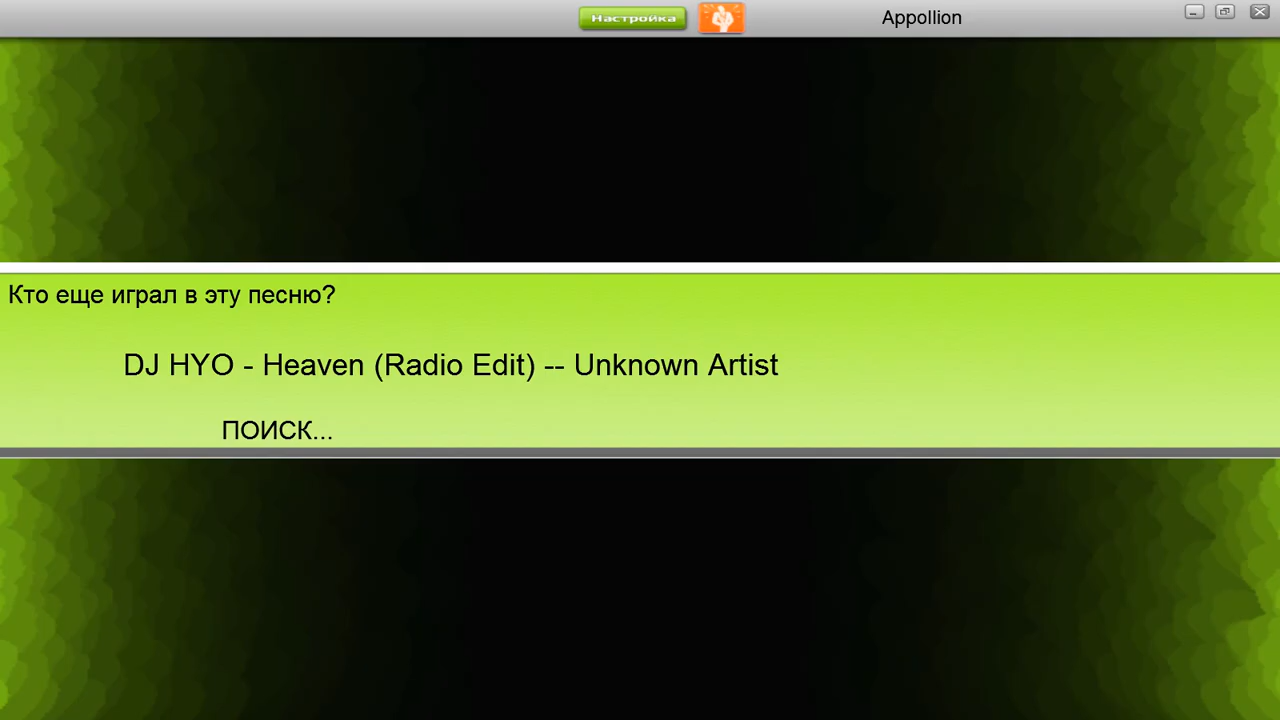 Настройка
Appollion
Кто еще играл в эту песню?
DJ HYO - Heaven (Radio Edit) -- Unknown Artist
ПОИСК...